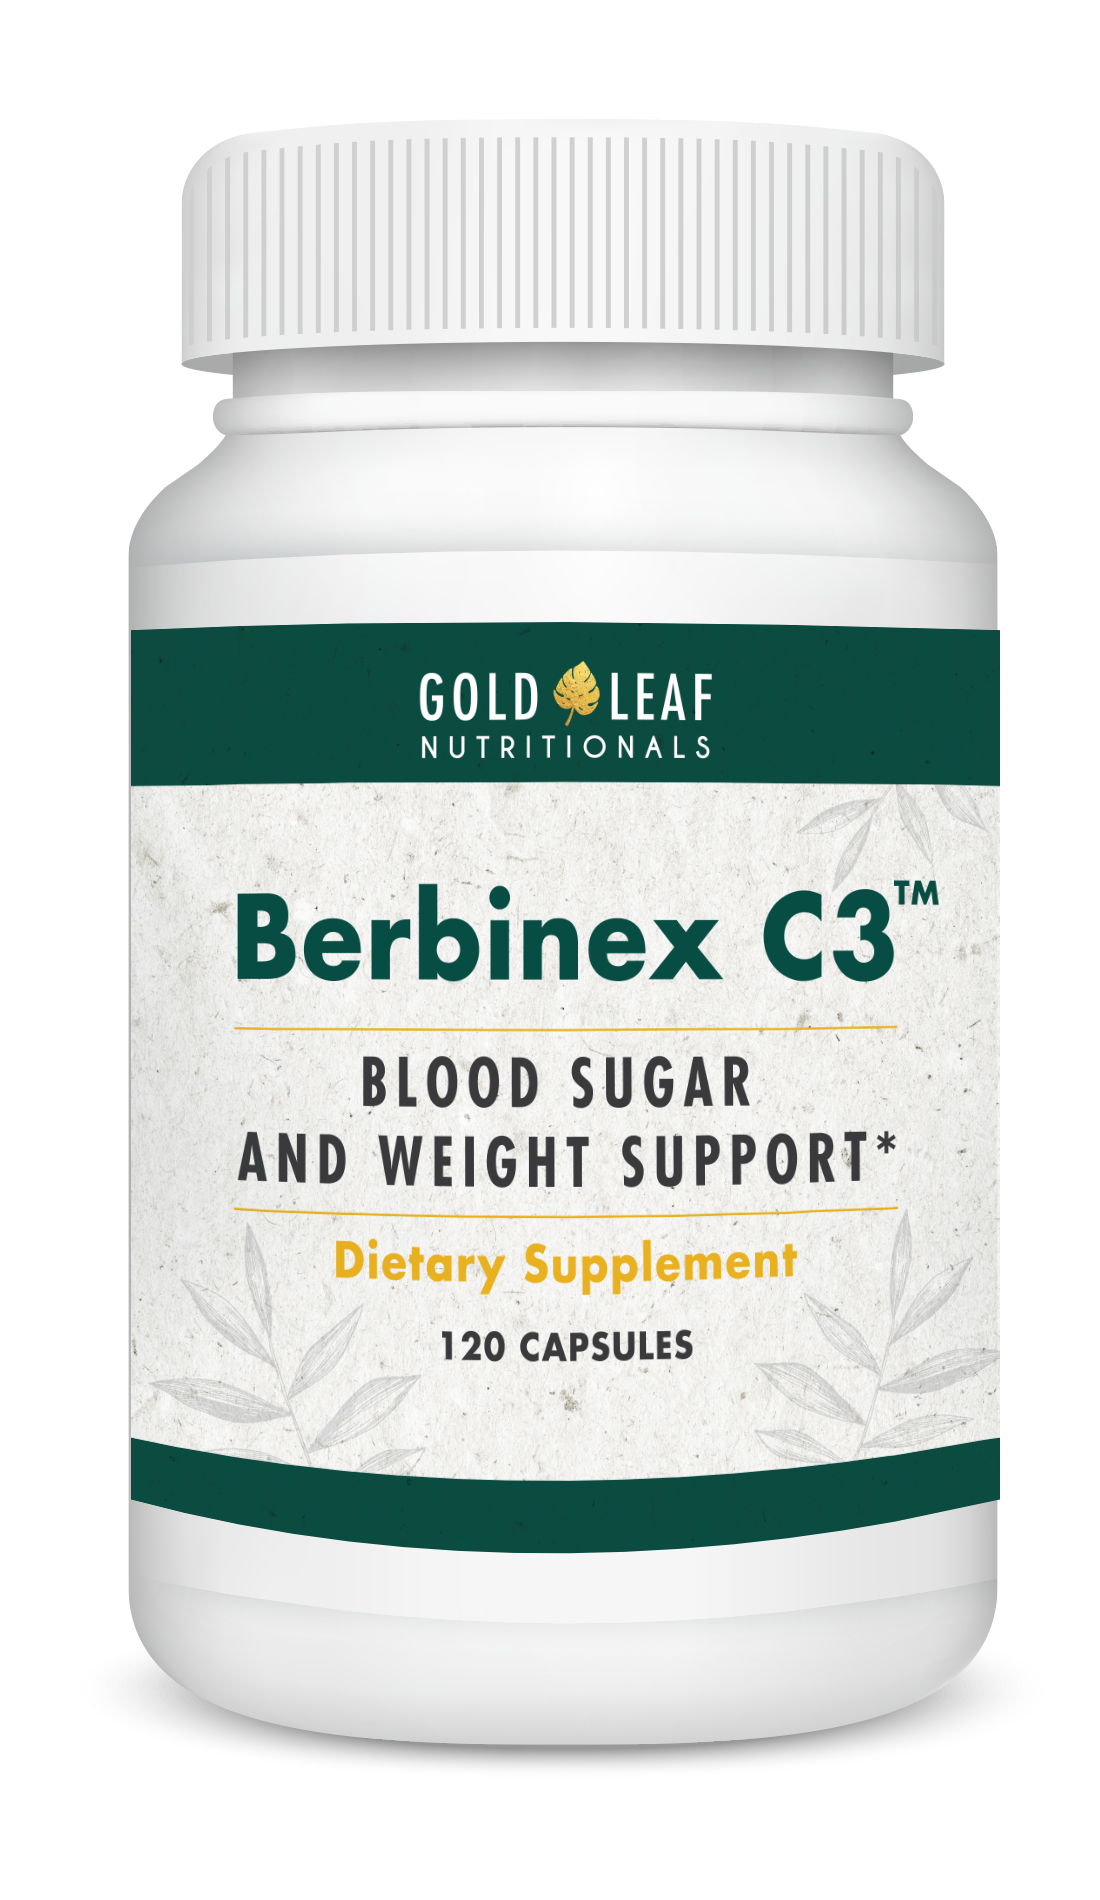 GOLD LEAF
NUTRITIONALS
Berbinex C3™
BLOOD SUGAR
AND WEIGHT SUPPORT*
Dietary Supplement
120 CAPSULES